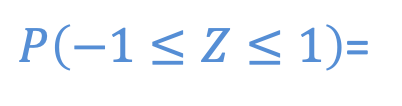 P(−1 ≤ Z ≤ 1)=